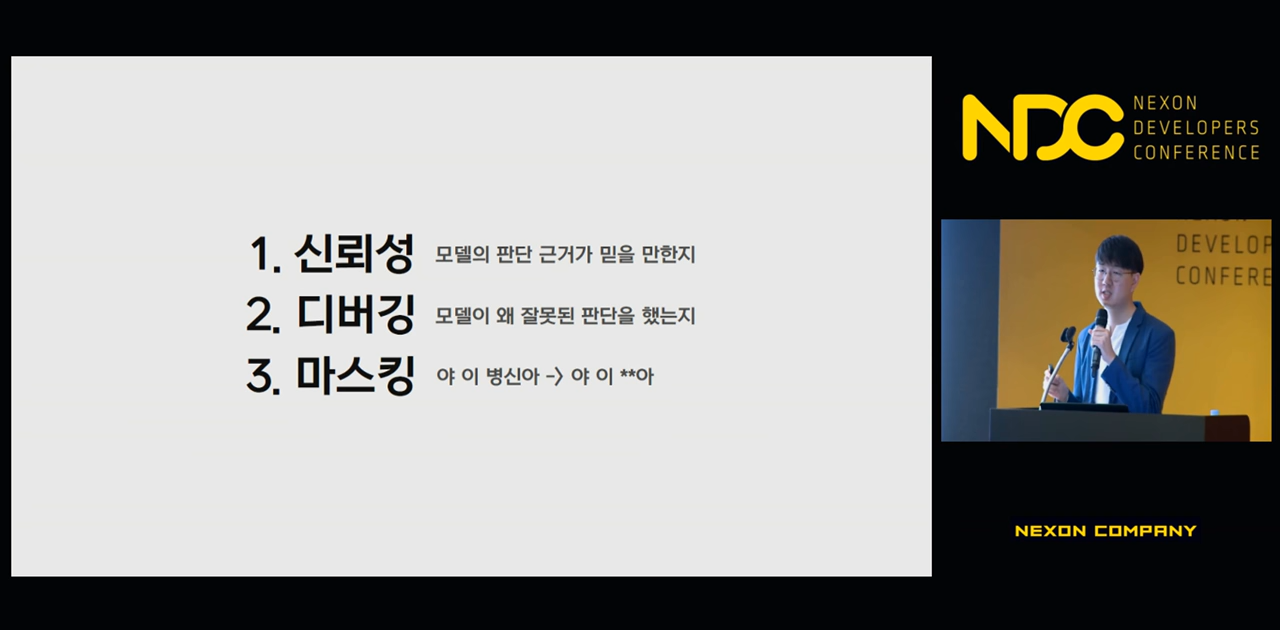 1. 신뢰성 모델의 판단 근거가 믿을 만한지
2. 디버깅 모델이 왜 잘못된 판단을 했는지
3. 마스킹 야 이 병신아 -> 야 이 **아
NDC NEXON
DEVELOPERS
CONFERENCE
DEVELOP
CONFERE
NEXON COMPANY